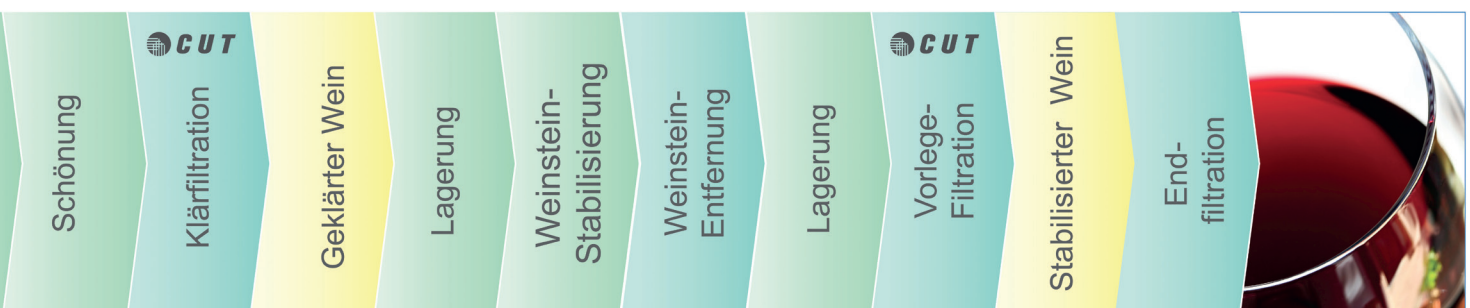 Schönung
CUT
Klärfiltration
Geklärter Wein
Lagerung
Weinstein-
Stabilisierung
Weinstein-
Entfernung
Lagerung
CUT
Vorlege-
Filtration
Stabilisierter Wein
End-
filtration